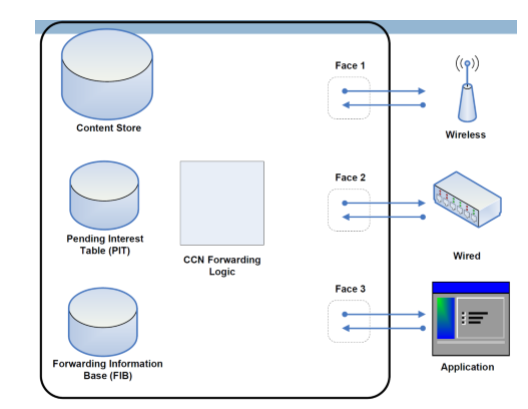 Face 1
Content Store
Wireless
Face 2
Pending Interest
Table (PIT)
CCN Forwarding
Logic
Wired
Face 3
Forwarding Information
Base (FIB)
Application